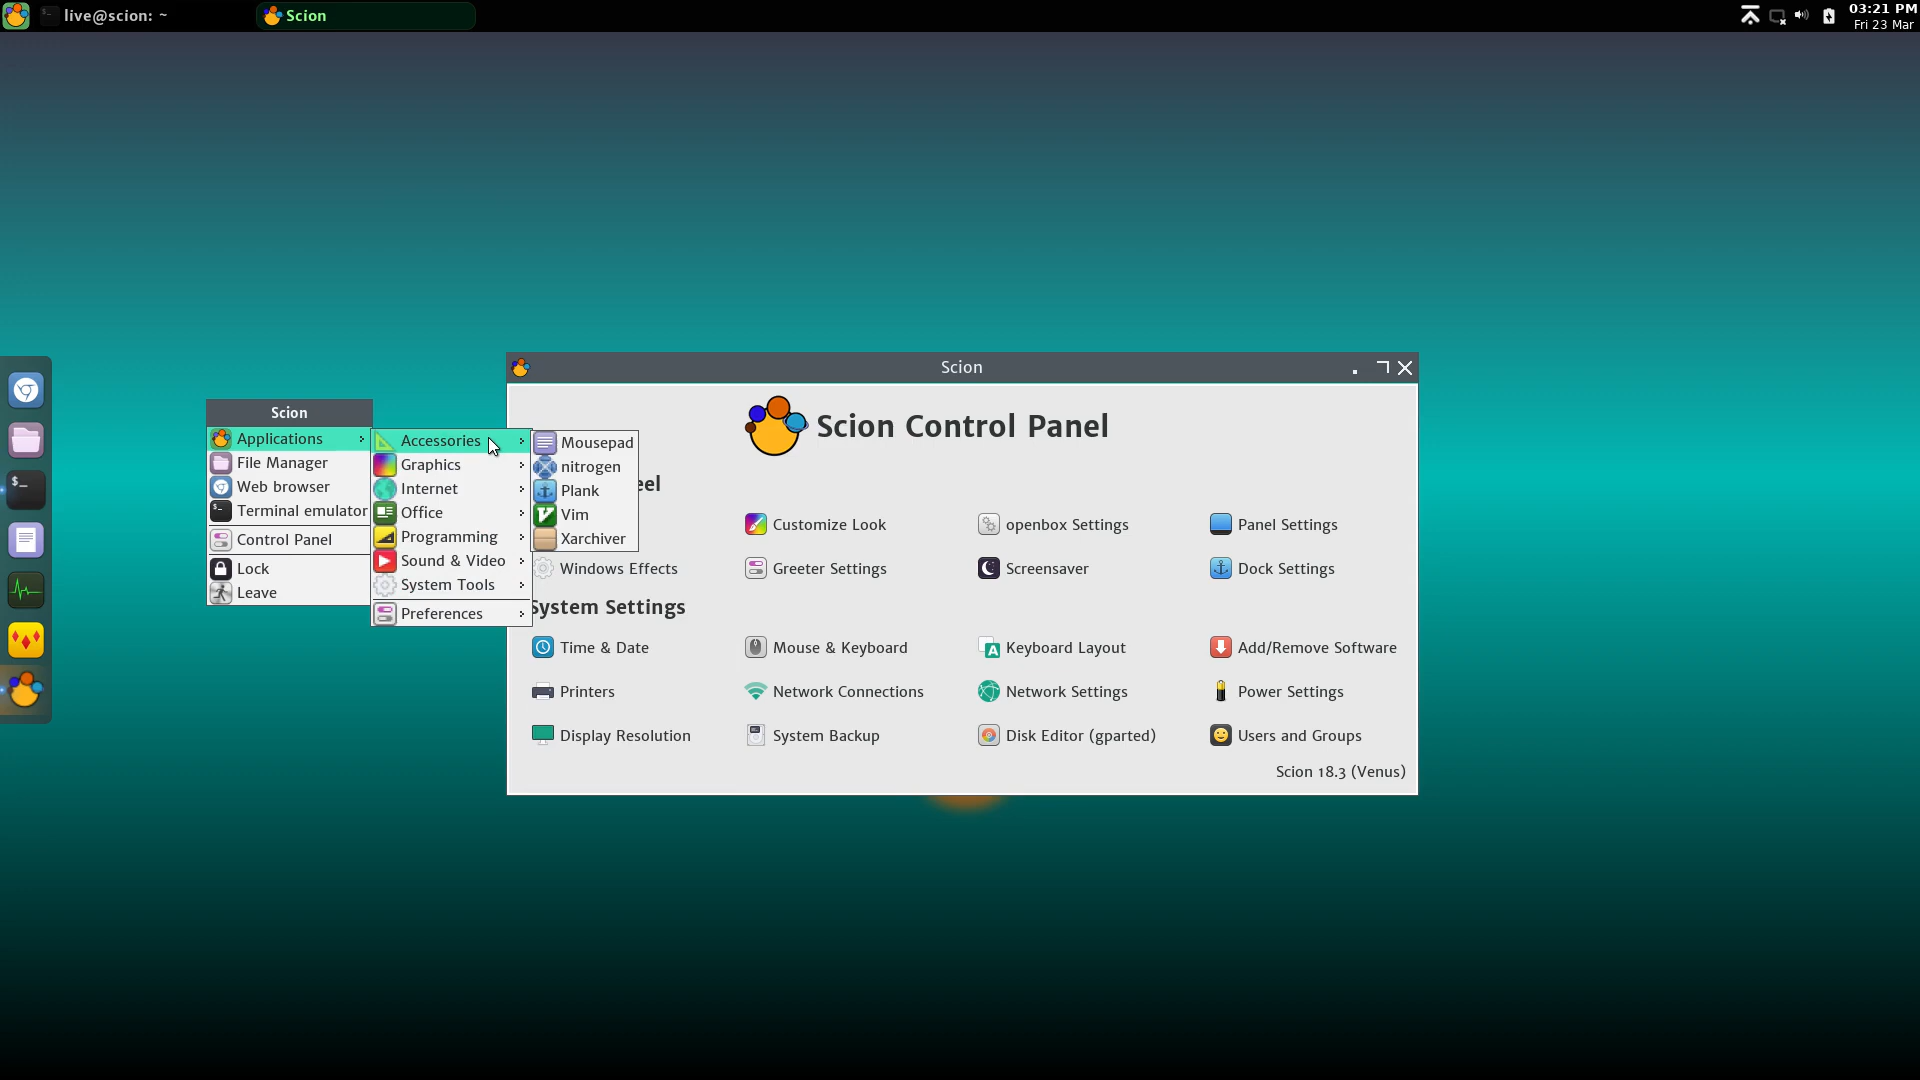 live@scion: ~
Scion
03:21 PM
Fri 23 Mar
Scion
Applications
File Manager
Web browser
Terminal emulator
Control Panel
Lock
Leave
Accessories
Graphics
Internet
Office
Programming
Sound & Video
System Tools
Preferences
Mousepad
nitrogen
Plank
Vim
Xarchiver
Scion
Scion Control Panel
eel
Customize Look
openbox Settings
Panel Settings
Windows Effects
Greeter Settings
Screensaver
Dock Settings
System Settings
Time & Date
Mouse & Keyboard
Keyboard Layout
Add/Remove Software
Printers
Network Connections
Network Settings
Power Settings
Display Resolution
System Backup
Disk Editor (gparted)
Users and Groups
Scion 18.3 (Venus)